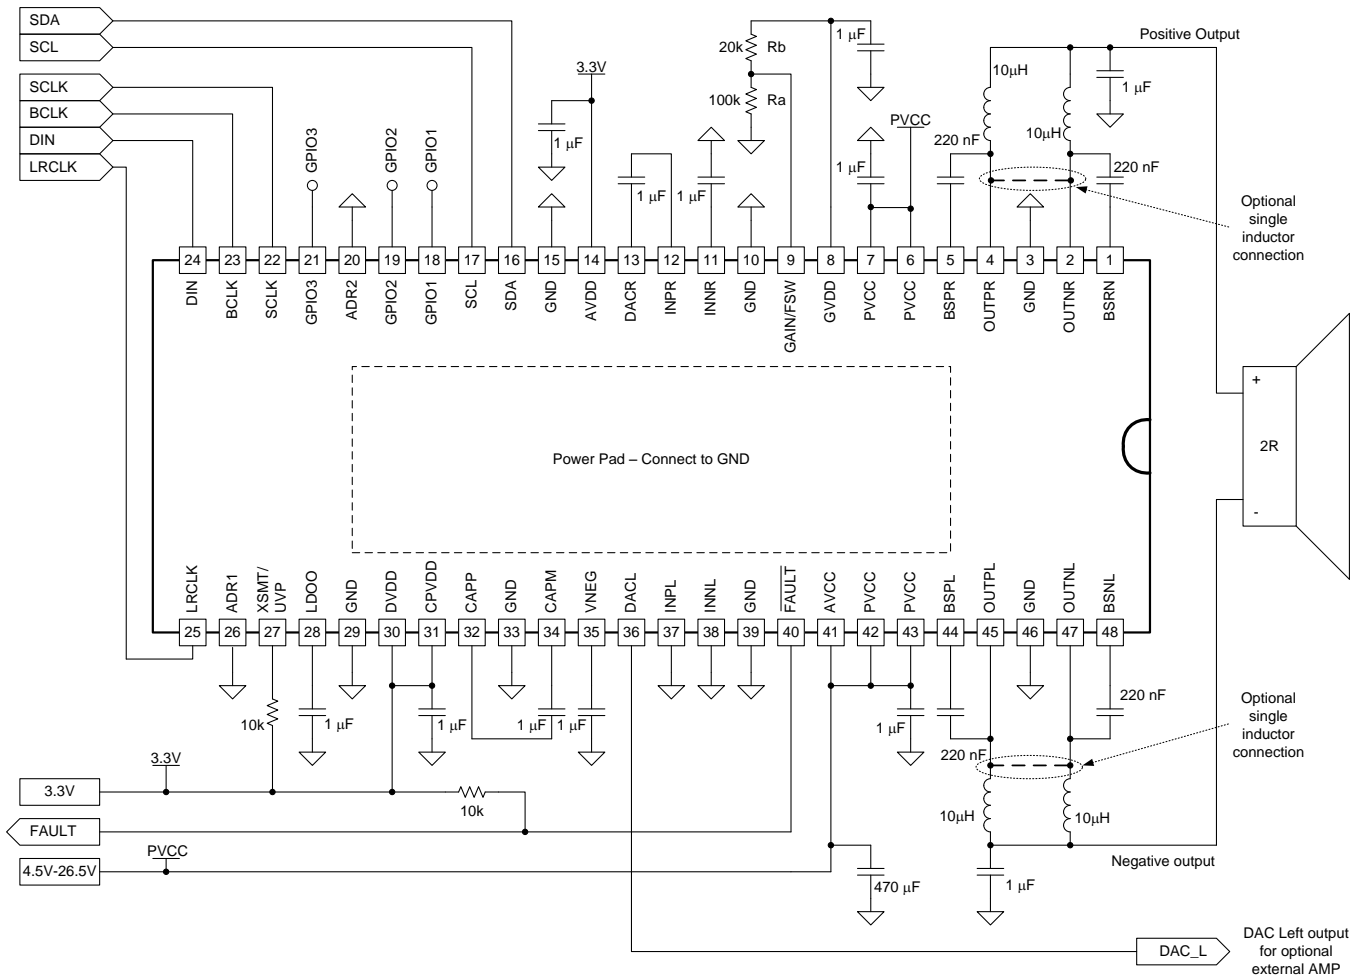 SDA
SCL
SCLK
BCLK
DIN
LRCLK
GPIO3
GPIO2
GPIO1
3.3V
1 μF
1 μF
1 μF
20k
Rb
100k
Ra
1 μF
PVCC
1 μF
220 nF
10μH
10μH
Positive Output
1 μF
220 nF
Optional
single
inductor
connection
24
23
22
21
20
19
18
17
16
15
14
13
12
11
10
9
8
7
6
5
4
3
2
1
DIN
BCLK
SCLK
GPIO3
ADR2
GPIO2
GPIO1
SCL
SDA
GND
AVDD
DACR
INPR
INNR
GND
GAIN/FSW
GVDD
PVCC
PVCC
BSPR
OUTPR
GND
OUTNR
BSRN
Power Pad – Connect to GND
+
2R
-
LRCLK
ADR1
XSMT/
UVP
LDOO
GND
DVDD
CPVDD
CAPP
GND
CAPM
VNEG
DACL
INPL
INNL
GND
FAULT
AVCC
PVCC
PVCC
BSPL
OUTPL
GND
OUTNL
BSNL
25
26
27
28
29
30
31
32
33
34
35
36
37
38
39
40
41
42
43
44
45
46
47
48
10k
1 μF
1 μF
1 μF
1 μF
1 μF
220 nF
220 nF
Optional
single
inductor
connection
3.3V
3.3V
10k
10μH
10μH
FAULT
PVCC
4.5V-26.5V
470 μF
1 μF
Negative output
DAC_L
DAC Left output
for optional
external AMP